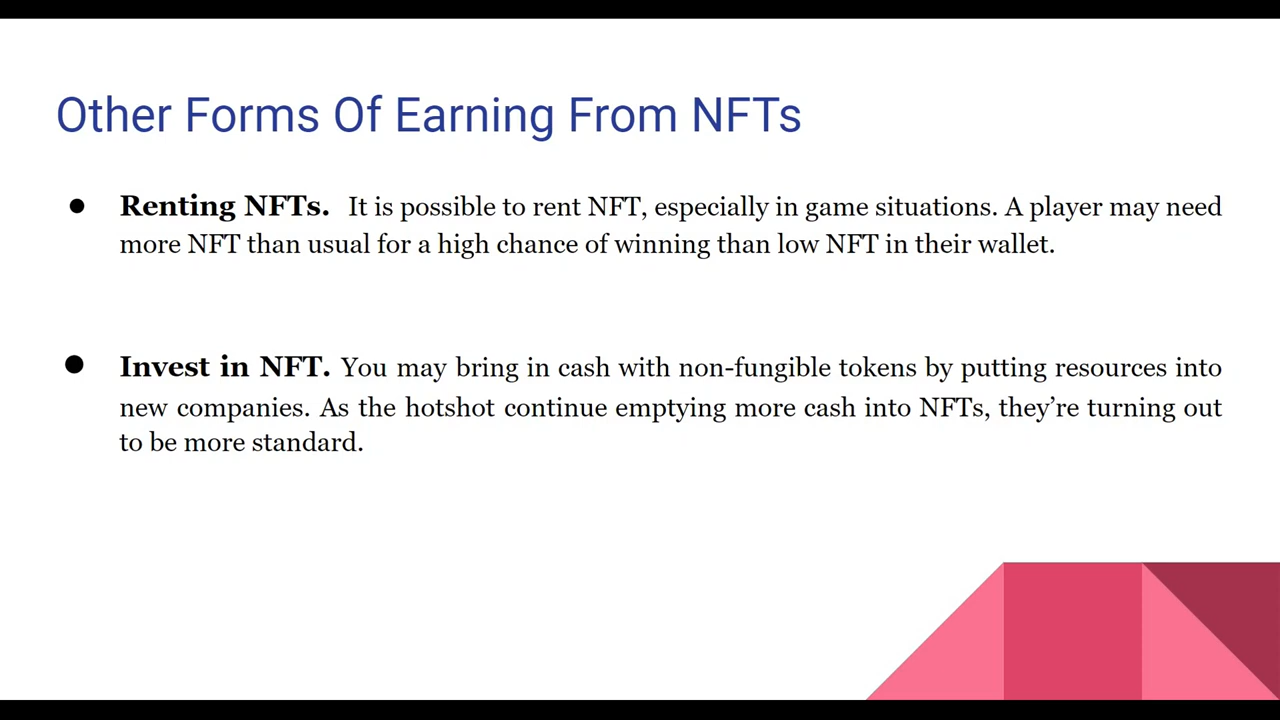 Other Forms Of Earning From NFTs
● Renting NFTs. It is possible to rent NFT, especially in game situations. A player may need
more NFT than usual for a high chance of winning than low NFT in their wallet.
● Invest in NFT. You may bring in cash with non-fungible tokens by putting resources into
new companies. As the hotshot continue emptying more cash into NFTs, they’re turning out
to be more standard.